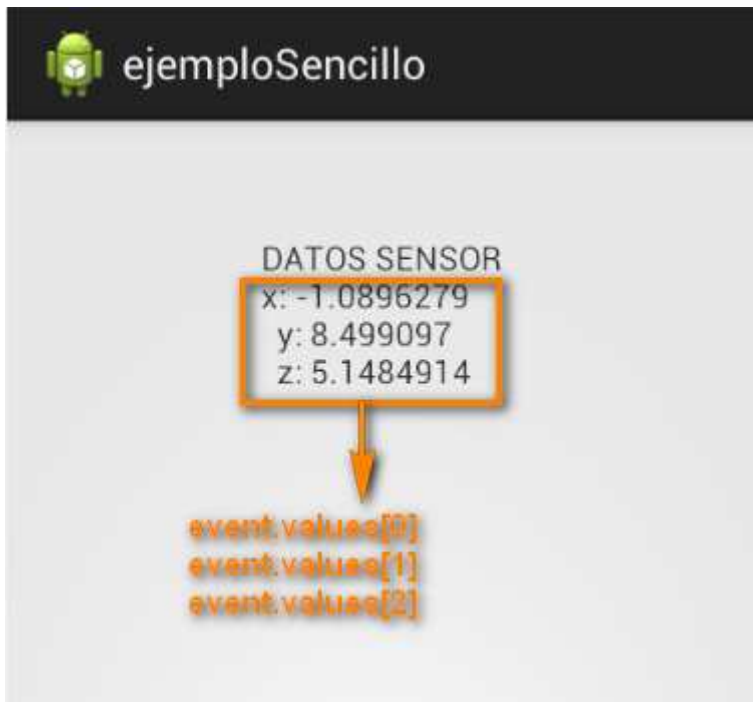 ejemploSencillo
DATOS SENSOR
x: -1.0896279
y: 8.499097
z: 5.1484914
event.values[0]
event.values[1]
event.values[2]